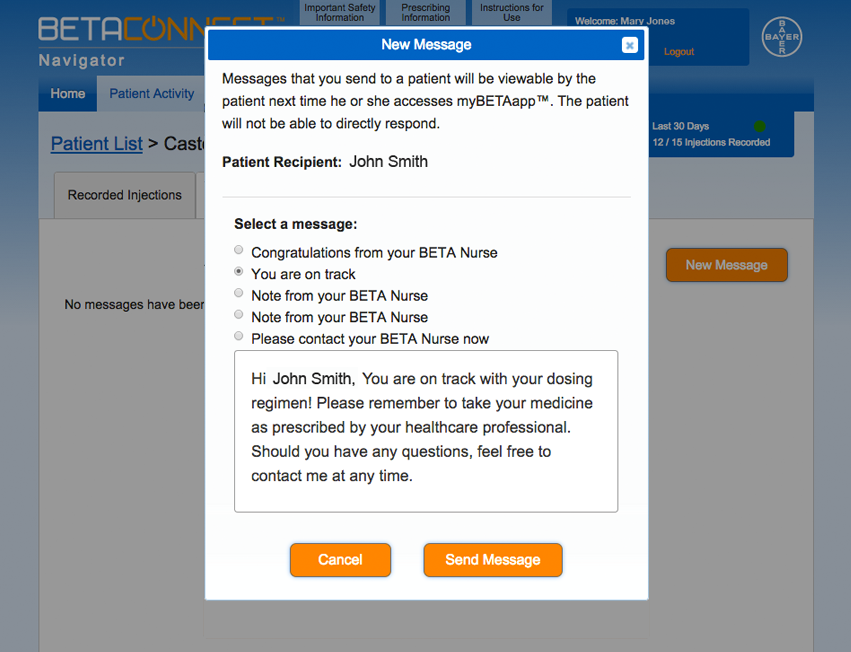 Important Safety
Information
Prescribing
Information
Instructions for
Use
BETACONNECT™
Navigator
Welcome: Mary Jones
Logout
BAYER
BAYER
Home
Patient Activity
Last 30 Days
12 / 15 Injections Recorded
Patient List > Caste
Recorded Injections
New Message
No messages have been
New Message
x
Messages that you send to a patient will be viewable by the
patient next time he or she accesses myBETAapp™. The patient
will not be able to directly respond.
Patient Recipient: John Smith
Select a message:
Congratulations from your BETA Nurse
You are on track
Note from your BETA Nurse
Note from your BETA Nurse
Please contact your BETA Nurse now
Hi John Smith, You are on track with your dosing
regimen! Please remember to take your medicine
as prescribed by your healthcare professional.
Should you have any questions, feel free to
contact me at any time.
Cancel
Send Message